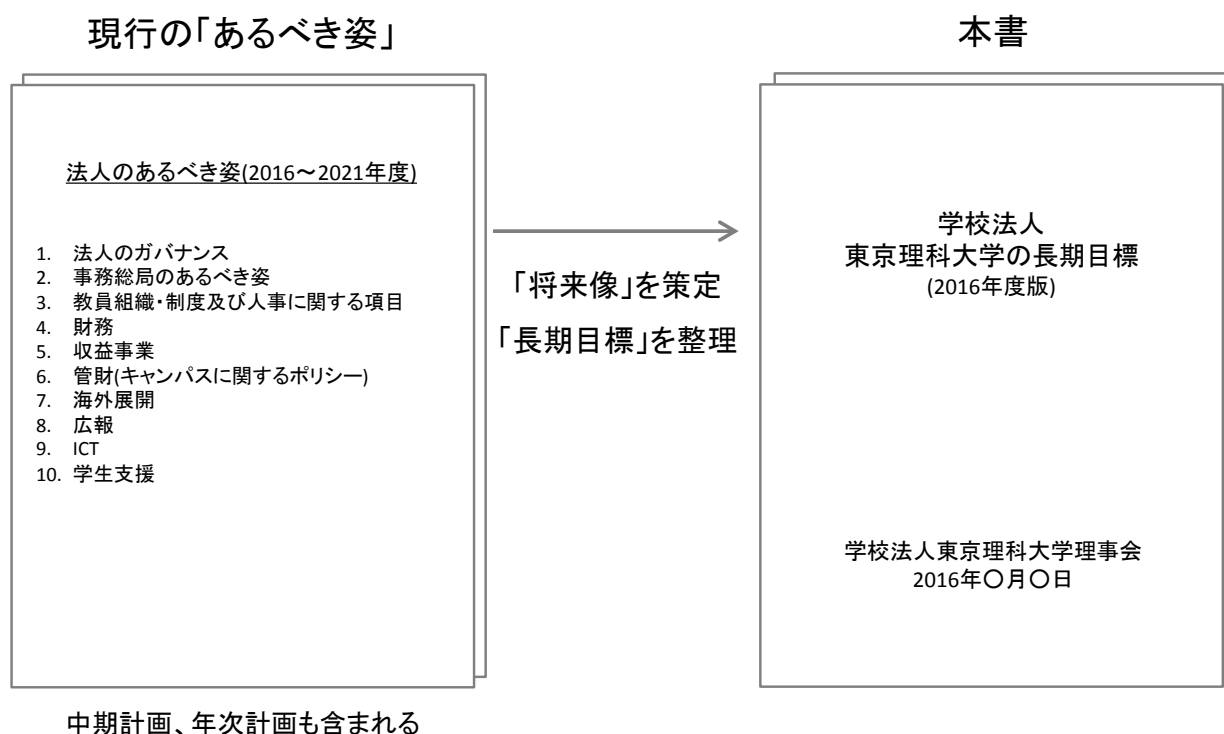 現行の「あるべき姿」
法人のあるべき姿(2016～2021年度)
1. 法人のガバナンス
2. 事務総局のあるべき姿
3. 教員組織・制度及び人事に関する項目
4. 財務
5. 収益事業
6. 管財(キャンパスに関するポリシー)
7. 海外展開
8. 広報
9. ICT
10. 学生支援
中期計画、年次計画も含まれる
「将来像」を策定
「長期目標」を整理
本書
学校法人
東京理科大学の長期目標
(2016年度版)
学校法人東京理科大学理事会
2016年〇月〇日